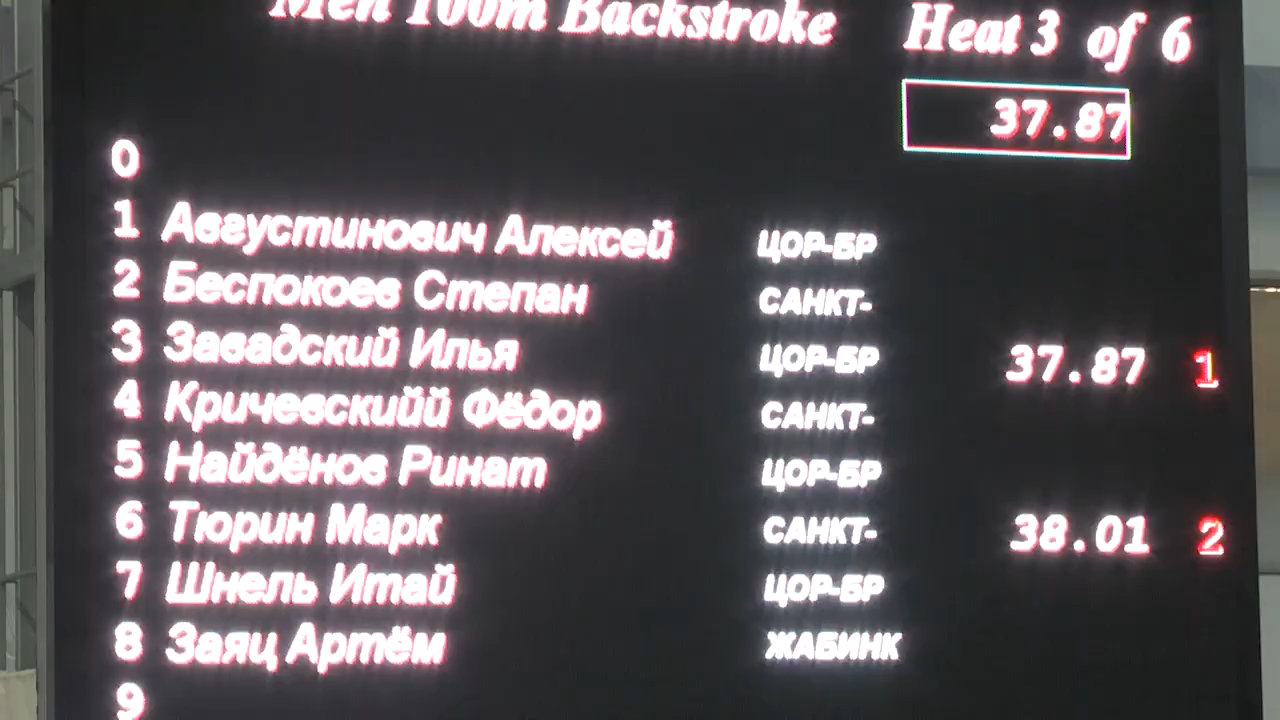 Men 100m Backstroke Heat 3 of 6
37.87
0
1 Августинович Алексей ЦОР-БР
2 Беспокоев Степан САНКТ-
3 Завадский Илья ЦОР-БР 37.87 1
4 Кричевскийй Фёдор САНКТ-
5 Найдёнов Ринат ЦОР-БР
6 Тюрин Марк САНКТ- 38.01 2
7 Шнель Итай ЦОР-БР
8 Заяц Артём ЖАБИНК
9